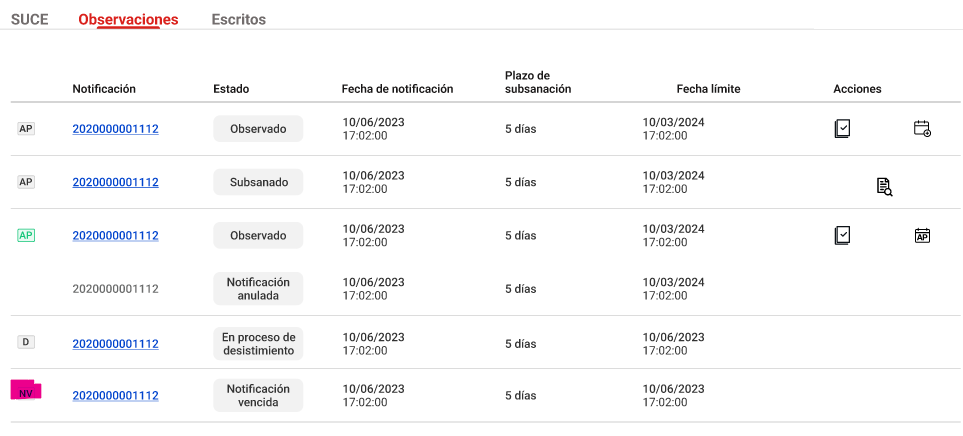 SUCE Observaciones Escritos
Notificación Estado Fecha de notificación Plazo de subsanación Fecha límite Acciones
AP 2020000001112 Observado 10/06/2023 17:02:00 5 días 10/03/2024 17:02:00
AP 2020000001112 Subsanado 10/06/2023 17:02:00 5 días 10/03/2024 17:02:00
AP 2020000001112 Observado 10/06/2023 17:02:00 5 días 10/03/2024 17:02:00 AP
2020000001112 Notificación anulada 10/06/2023 17:02:00 5 días 10/03/2024 17:02:00
D 2020000001112 En proceso de desistimiento 10/06/2023 17:02:00 5 días 10/06/2023 17:02:00
NV 2020000001112 Notificación vencida 10/06/2023 17:02:00 5 días 10/06/2023 17:02:00